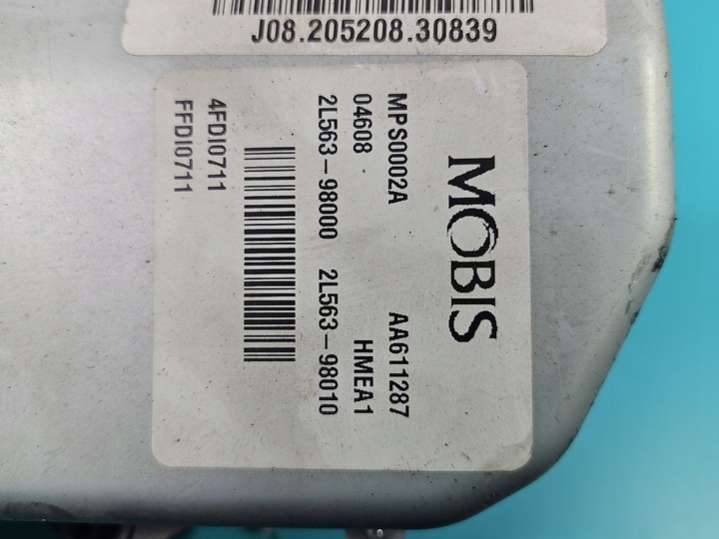 J08.205208.30839
MOBIS
MPS0002A AA611287
04608 HMEA1
2L563-98000 2L563-98010
4FDI0711
FFDI0711